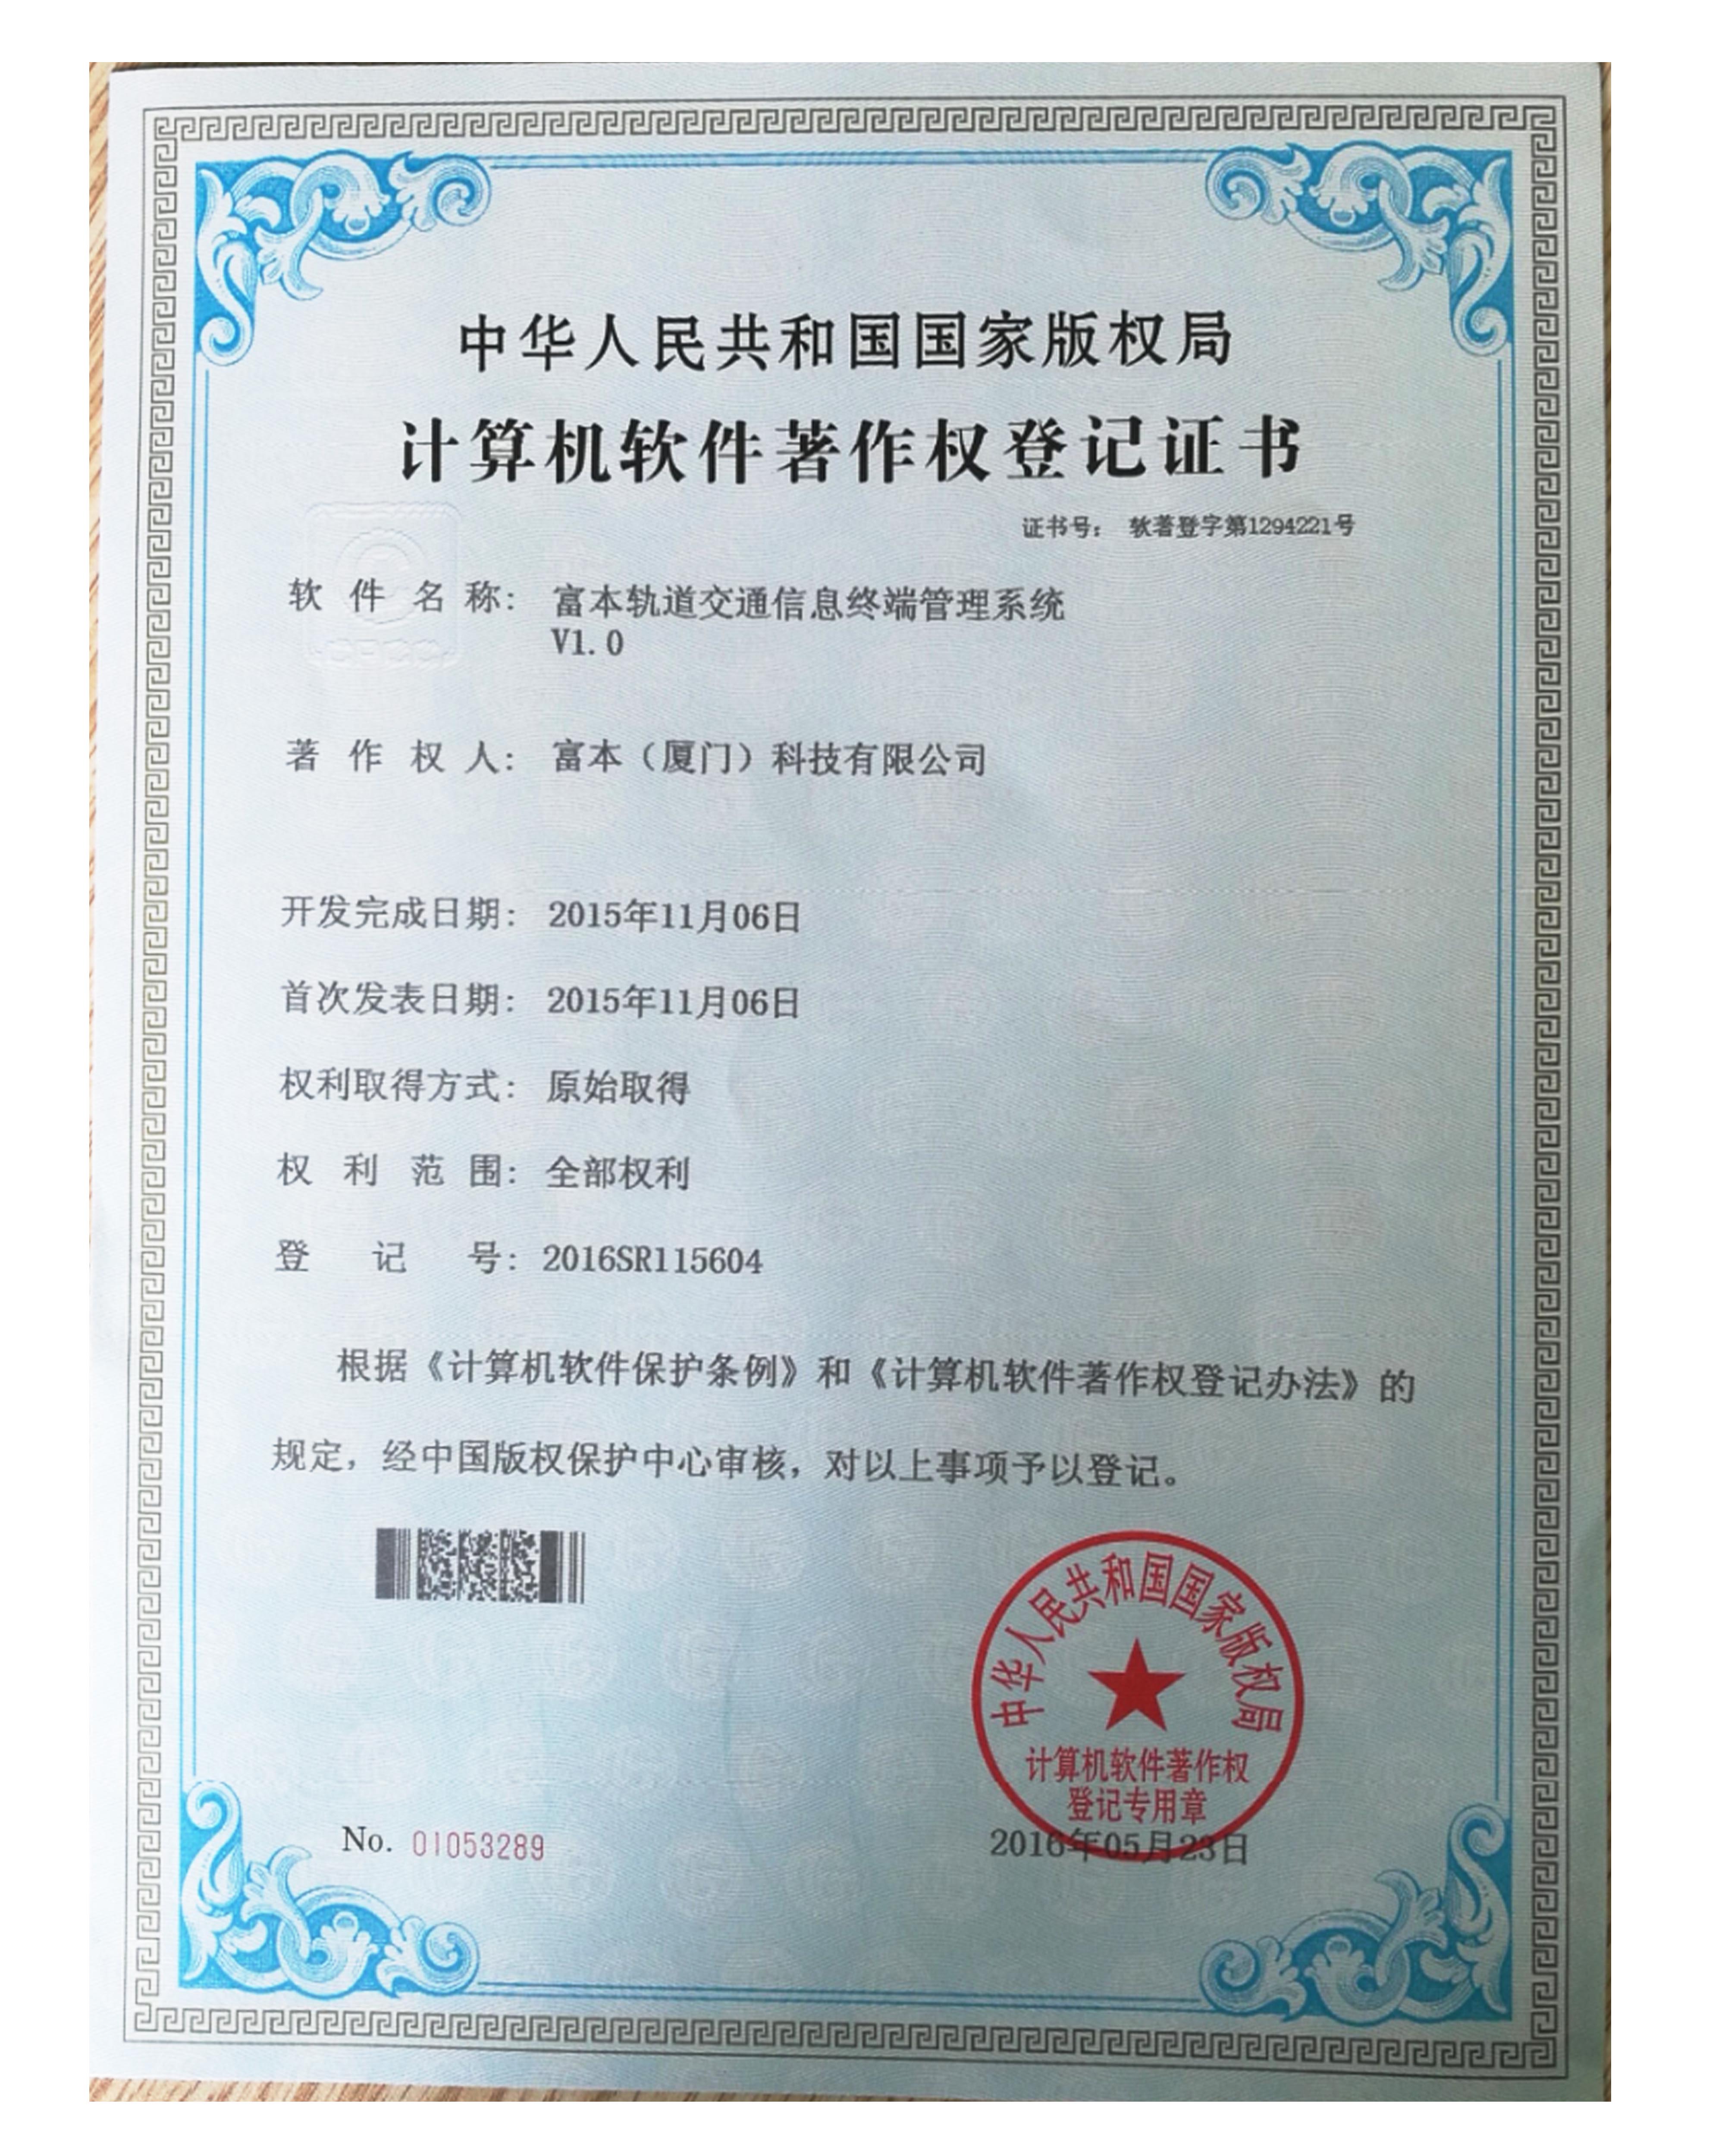 中华人民共和国国家版权局
计算机软件著作权登记证书
证书号： 软著登字第1294221号
软件名称： 富本轨道交通信息终端管理系统
V1.0
著作权人： 富本（厦门）科技有限公司
开发完成日期： 2015年11月06日
首次发表日期： 2015年11月06日
权利取得方式： 原始取得
权利范围： 全部权利
登记号： 2016SR115604
根据《计算机软件保护条例》和《计算机软件著作权登记办法》的
规定，经中国版权保护中心审核，对以上事项予以登记。
中华人民共和国国家版权局
计算机软件著作权
登记专用章
No. 01053289
2016年05月23日